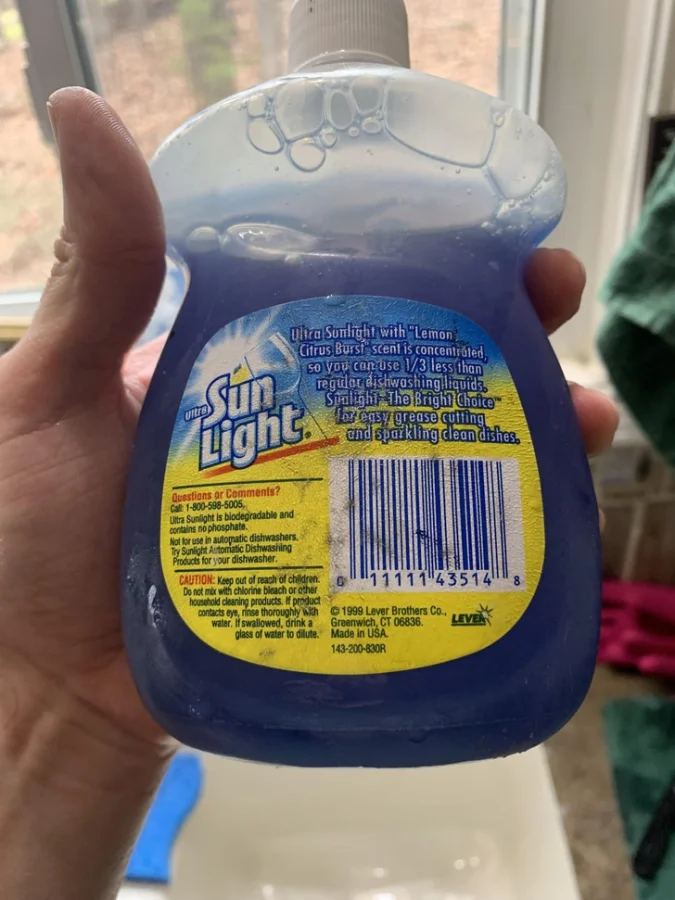 Ultra Sunlight with "Lemon
Citrus Burst" scent is concentrated,
so you can use 1/3 less than
regular dishwashing liquids.
Sunlight–The Bright Choice™
for easy grease cutting
and sparkling clean dishes.
Ultra
Sun
Light®
Questions or Comments?
Call: 1-800-598-5005.
Ultra Sunlight is biodegradable and
contains no phosphate.
Not for use in automatic dishwashers.
Try Sunlight Automatic Dishwashing
Products for your dishwasher.
CAUTION: Keep out of reach of children.
Do not mix with chlorine bleach or other
household cleaning products. If product
contacts eye, rinse thoroughly with
water. If swallowed, drink a
glass of water to dilute.
0 11111 43514 8
© 1999 Lever Brothers Co.,
Greenwich, CT 06836.
Made in USA.
143-200-830R
LEVER